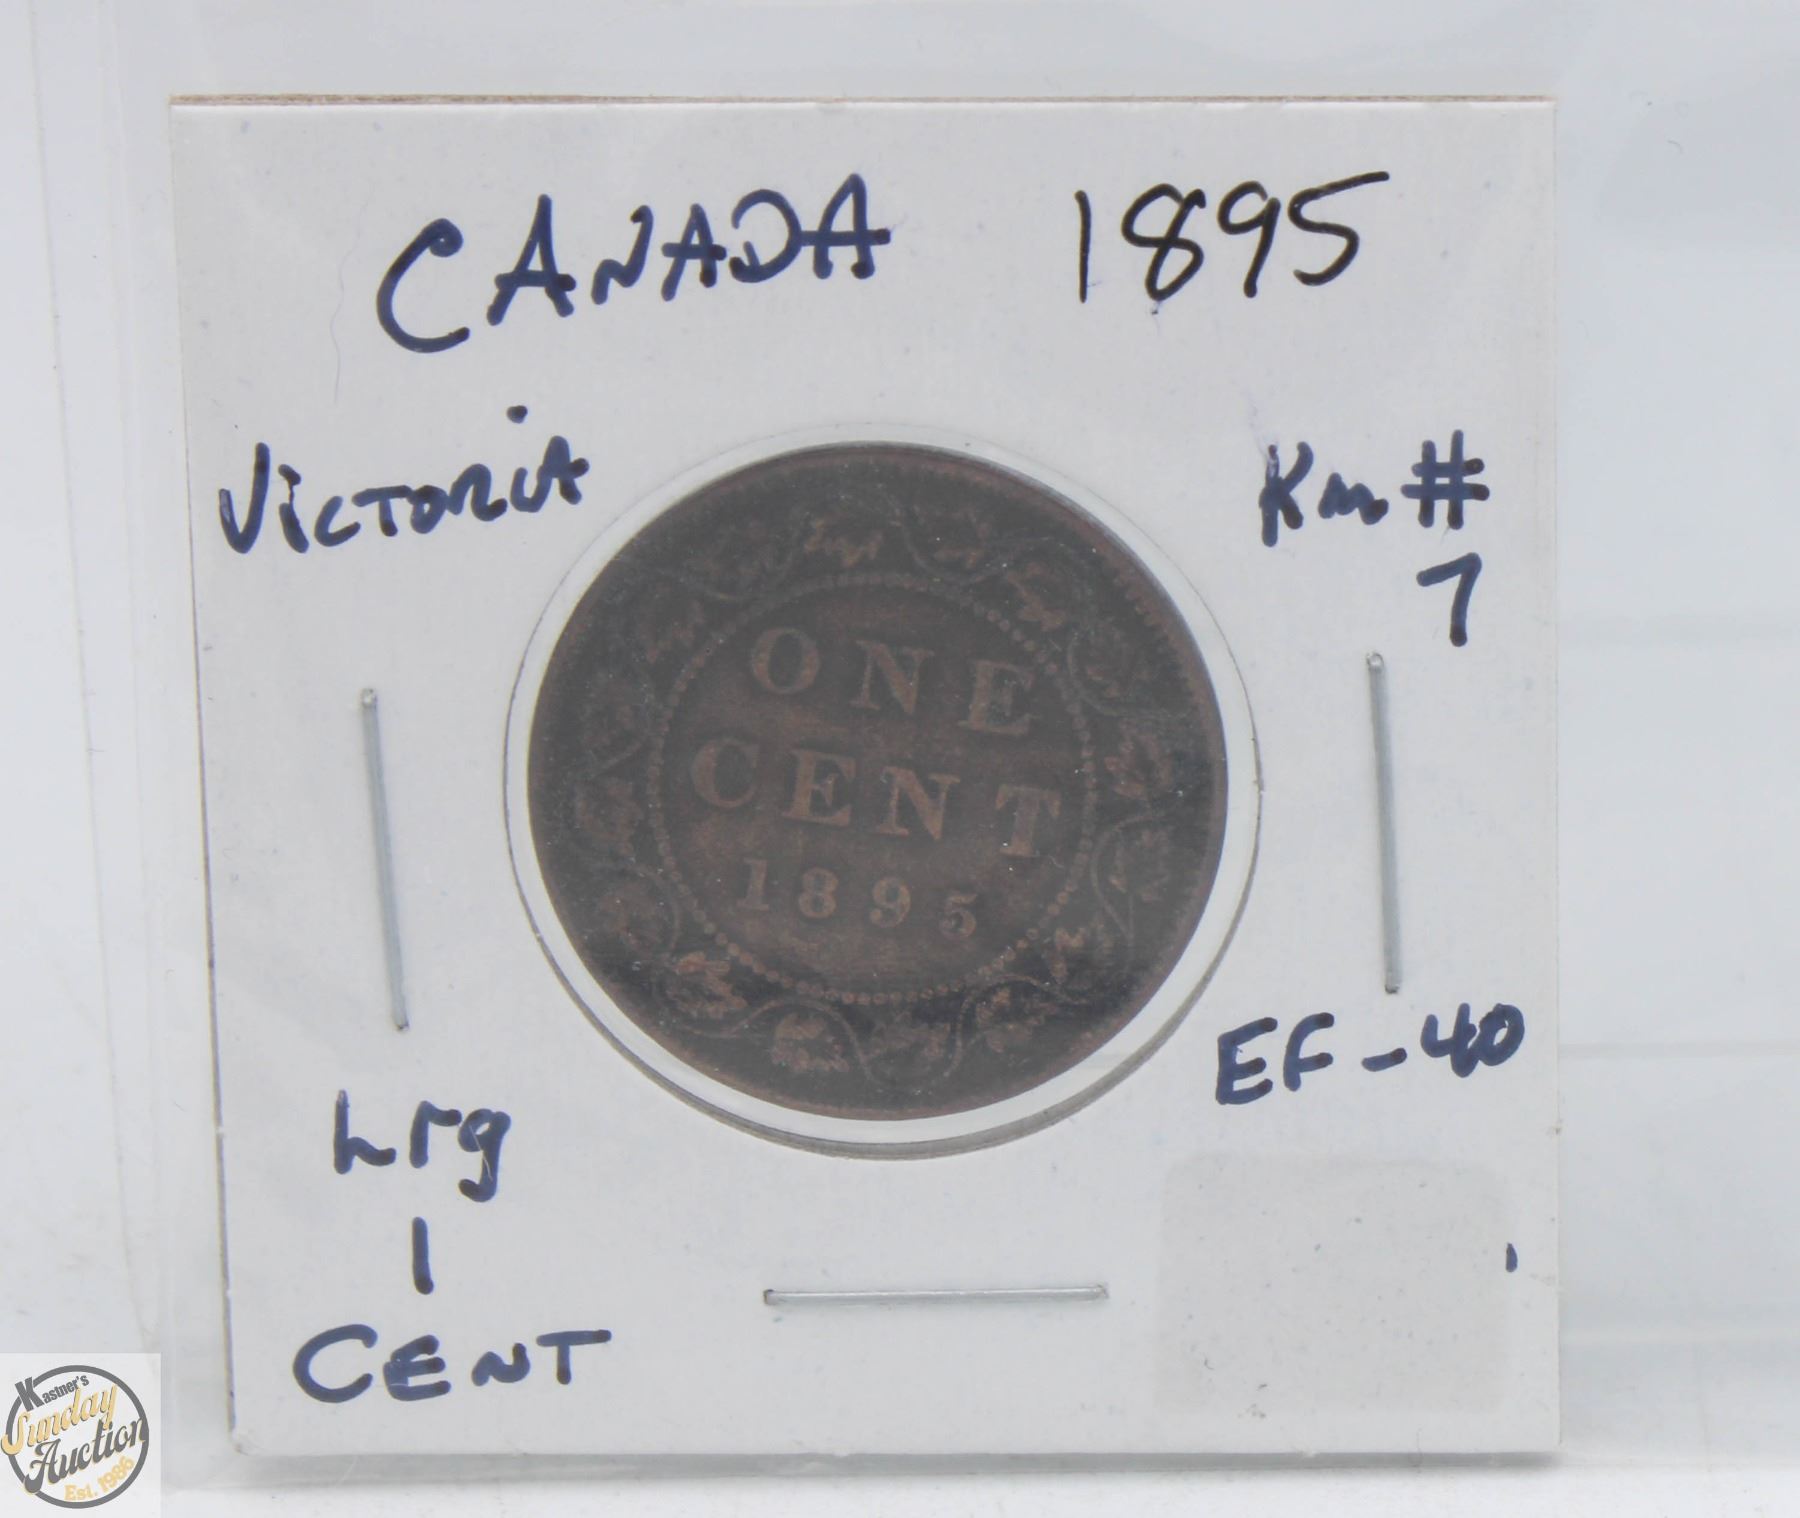 CANADA 1895
VICTORIA
Km#
7
ONE
CENT
1895
EF-40
Lrg
1
CENT
Kastner's
Sunday
Auction
Est. 1986